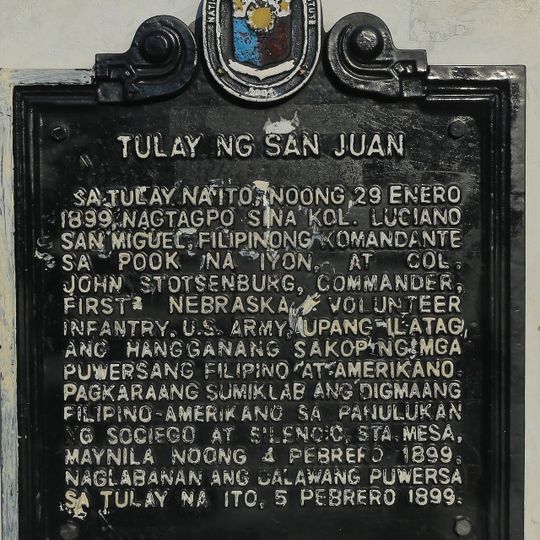 TULAY NG SAN JUAN
SA TULAY NA ITO, NOONG 29 ENERO
1899, NAGTAGPO SINA KOL. LUCIANO
SAN MIGUEL, FILIPINONG KOMANDANTE
SA POOK NA IYON, AT COL.
JOHN STOTSENBURG, COMMANDER,
FIRST NEBRASKA VOLUNTEER
INFANTRY, U.S. ARMY, UPANG ILATAG
ANG HANGGANANG SAKOP NG MGA
PUWERSANG FILIPINO AT AMERIKANO.
PAGKARAANG SUMIKLAB ANG DIGMAANG
FILIPINO-AMERIKANO SA PANULUKAN
NG SOCIEGO AT SILENCIO, STA. MESA,
MAYNILA NOONG 4 PEBRERO 1899,
NAGLABANAN ANG DALAWANG PUWERSA
SA TULAY NA ITO, 5 PEBRERO 1899.